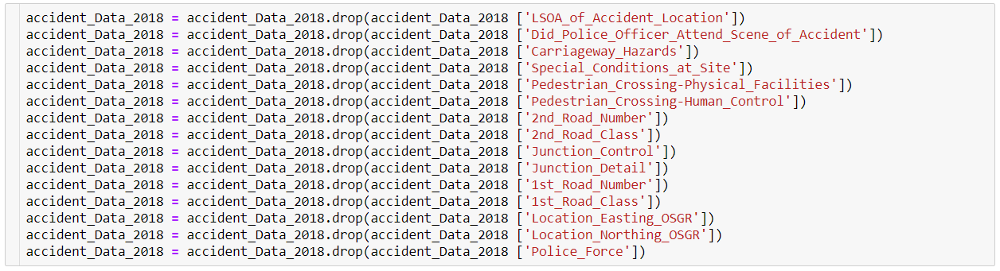 accident_Data_2018 = accident_Data_2018.drop(accident_Data_2018 ['LSOA_of_Accident_Location'])
accident_Data_2018 = accident_Data_2018.drop(accident_Data_2018 ['Did_Police_Officer_Attend_Scene_of_Accident'])
accident_Data_2018 = accident_Data_2018.drop(accident_Data_2018 ['Carriageway_Hazards'])
accident_Data_2018 = accident_Data_2018.drop(accident_Data_2018 ['Special_Conditions_at_Site'])
accident_Data_2018 = accident_Data_2018.drop(accident_Data_2018 ['Pedestrian_Crossing-Physical_Facilities'])
accident_Data_2018 = accident_Data_2018.drop(accident_Data_2018 ['Pedestrian_Crossing-Human_Control'])
accident_Data_2018 = accident_Data_2018.drop(accident_Data_2018 ['2nd_Road_Number'])
accident_Data_2018 = accident_Data_2018.drop(accident_Data_2018 ['2nd_Road_Class'])
accident_Data_2018 = accident_Data_2018.drop(accident_Data_2018 ['Junction_Control'])
accident_Data_2018 = accident_Data_2018.drop(accident_Data_2018 ['Junction_Detail'])
accident_Data_2018 = accident_Data_2018.drop(accident_Data_2018 ['1st_Road_Number'])
accident_Data_2018 = accident_Data_2018.drop(accident_Data_2018 ['1st_Road_Class'])
accident_Data_2018 = accident_Data_2018.drop(accident_Data_2018 ['Location_Easting_OSGR'])
accident_Data_2018 = accident_Data_2018.drop(accident_Data_2018 ['Location_Northing_OSGR'])
accident_Data_2018 = accident_Data_2018.drop(accident_Data_2018 ['Police_Force'])